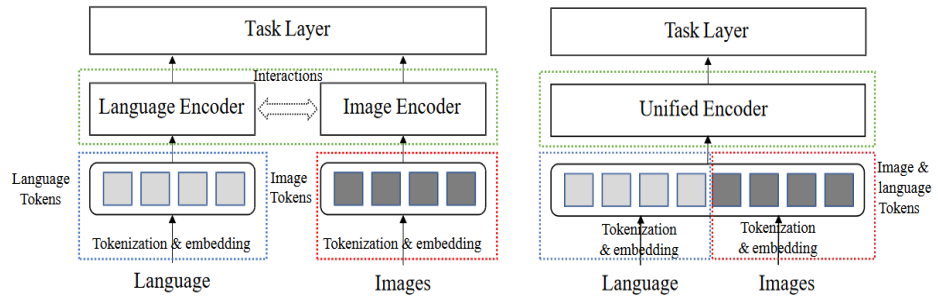 Task Layer
Interactions
Language Encoder
Image Encoder
Language
Tokens
Image
Tokens
Tokenization & embedding
Tokenization & embedding
Language
Images
Task Layer
Unified Encoder
Image &
language
Tokens
Tokenization
& embedding
Tokenization
& embedding
Language
Images